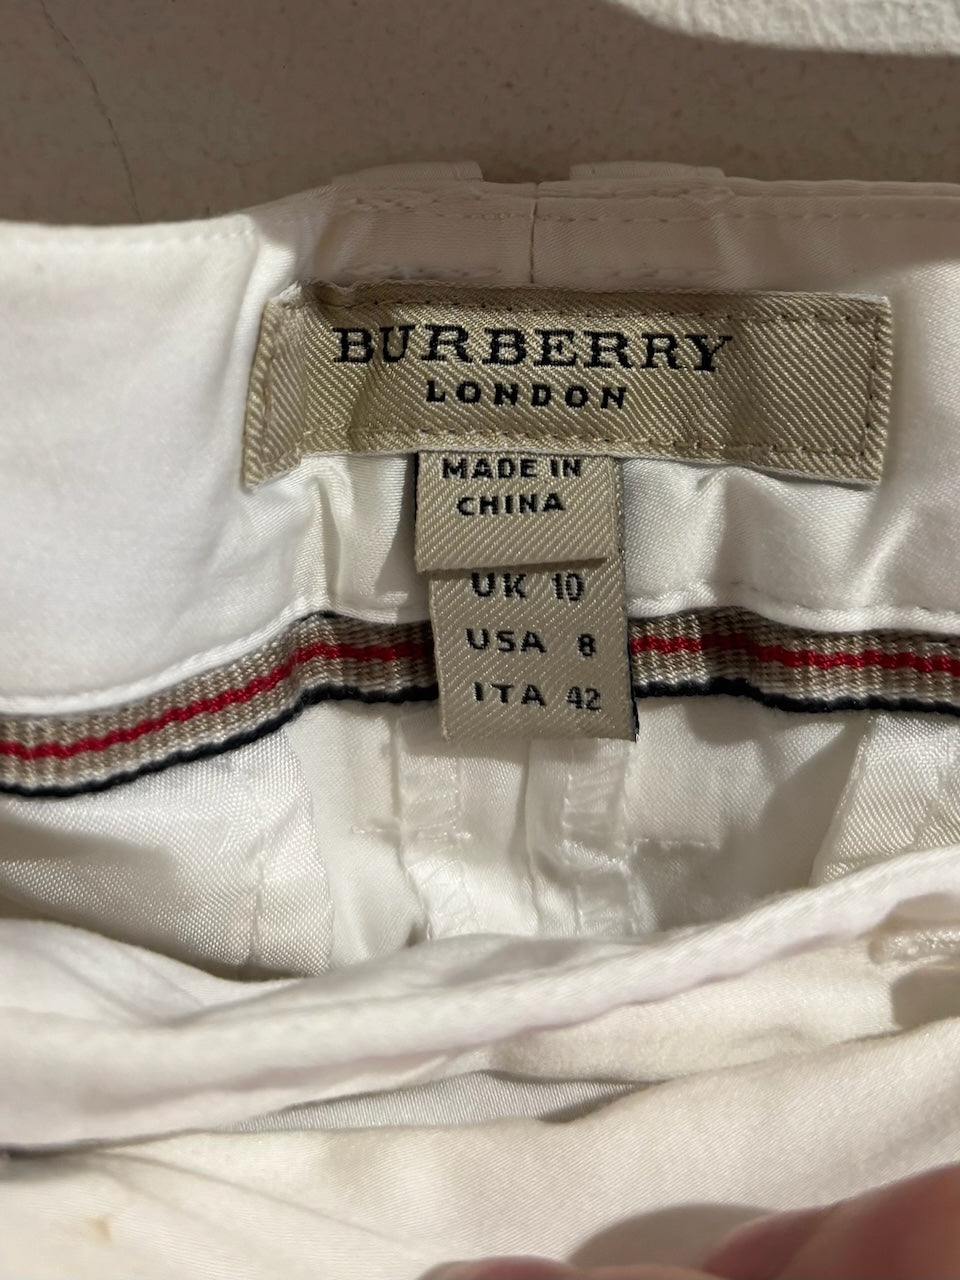 BURBERRY
LONDON
MADE IN
CHINA
UK 10
USA 8
ITA 42